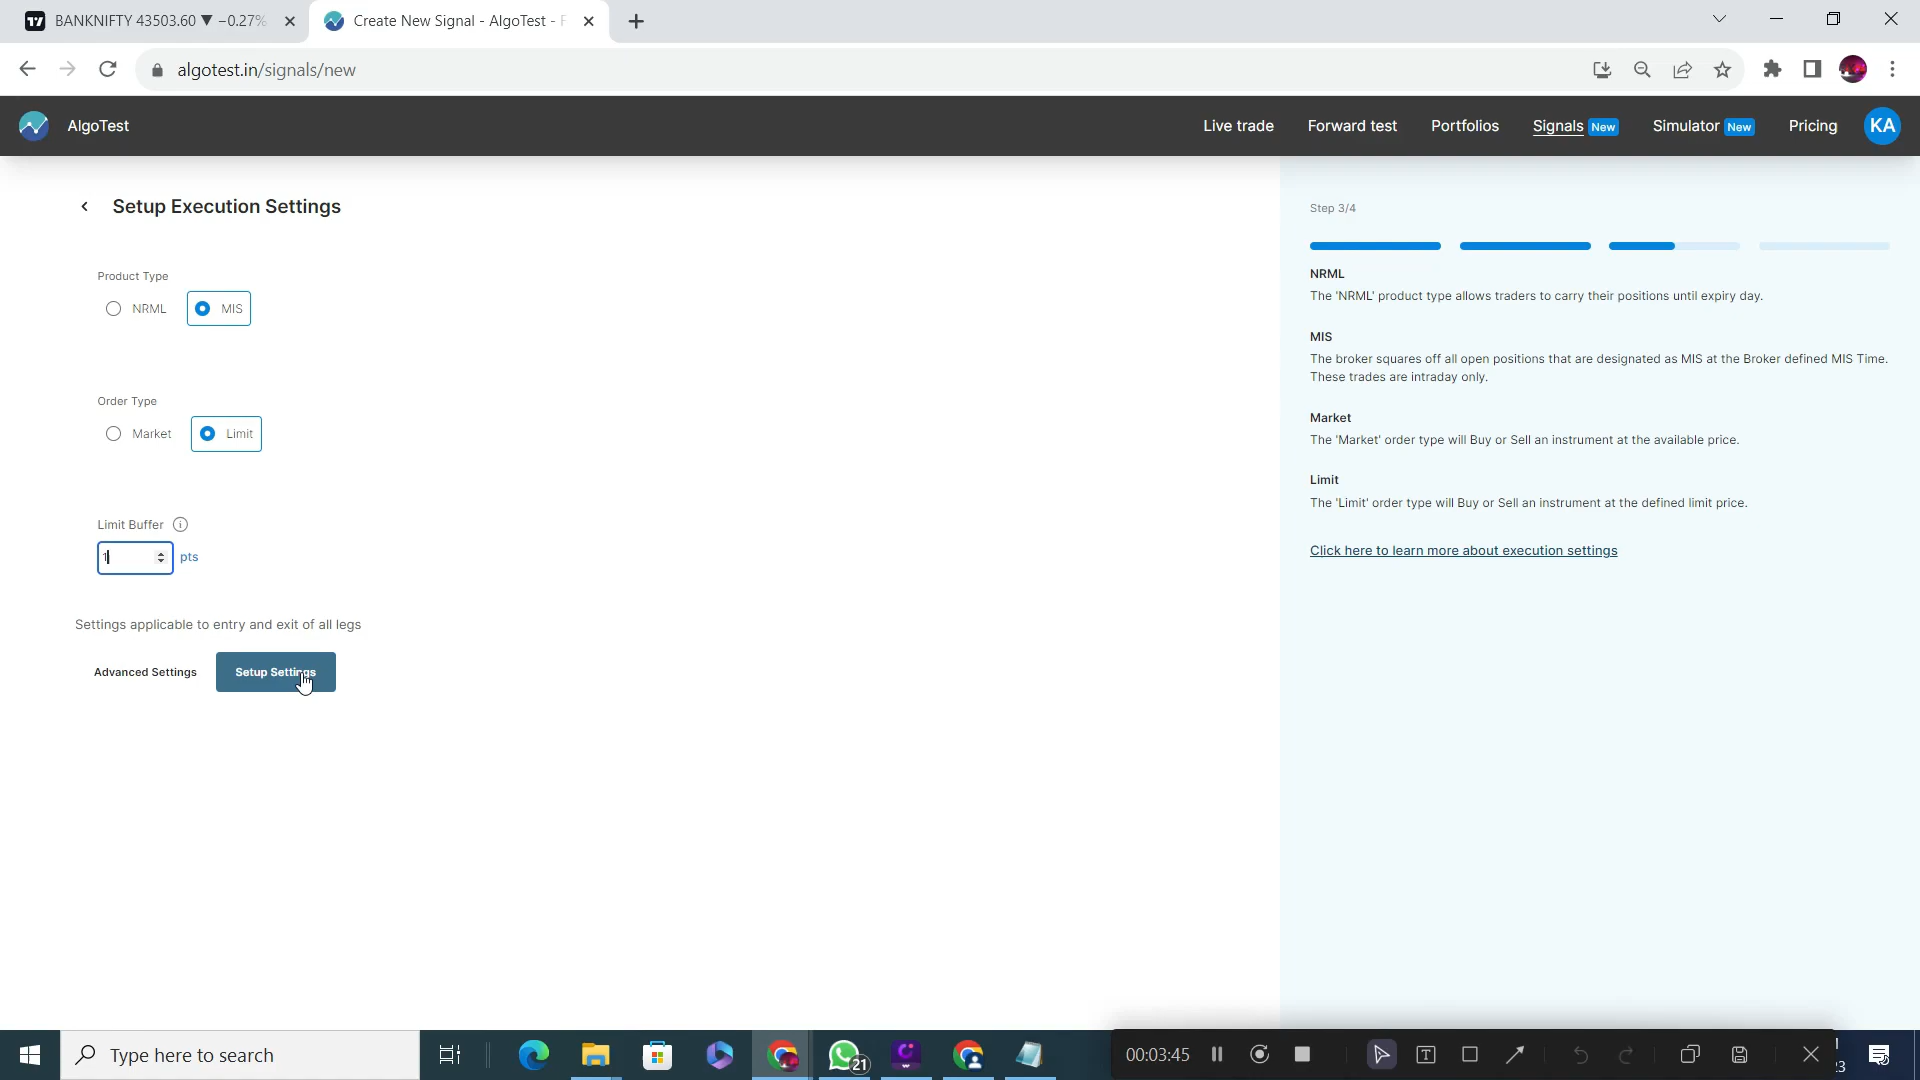 BANKNIFTY 43503.60 ▼ −0.27%
Create New Signal - AlgoTest - F
algotest.in/signals/new
AlgoTest
Live trade
Forward test
Portfolios
Signals New
Simulator New
Pricing
KA
Setup Execution Settings
Product Type
NRML
MIS
Order Type
Market
Limit
Limit Buffer
1
pts
Settings applicable to entry and exit of all legs
Advanced Settings
Setup Settings
Step 3/4
NRML
The 'NRML' product type allows traders to carry their positions until expiry day.
MIS
The broker squares off all open positions that are designated as MIS at the Broker defined MIS Time.
These trades are intraday only.
Market
The 'Market' order type will Buy or Sell an instrument at the available price.
Limit
The 'Limit' order type will Buy or Sell an instrument at the defined limit price.
Click here to learn more about execution settings
Type here to search
21
00:03:45
23